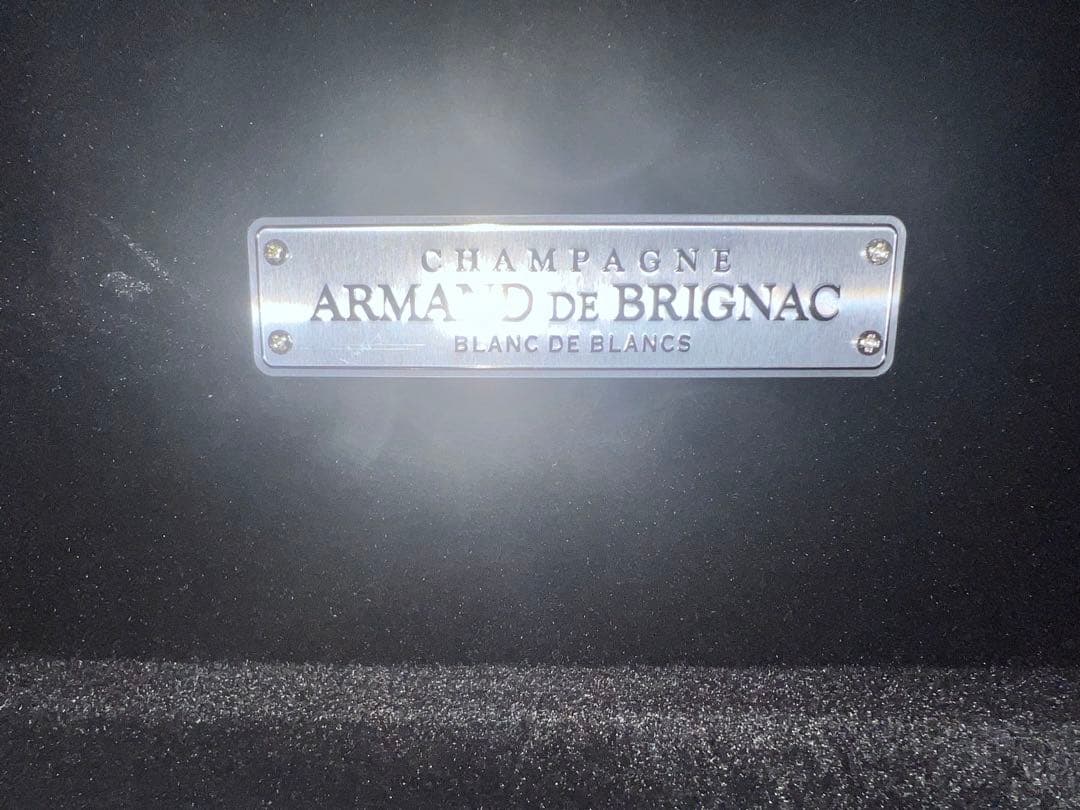 CHAMPAGNE
ARMAND DE BRIGNAC
BLANC DE BLANCS